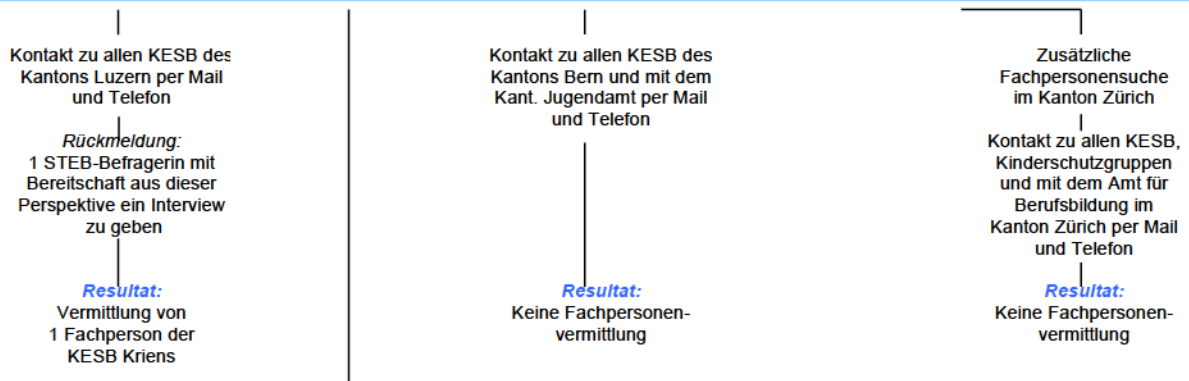 Kontakt zu allen KESB des
Kantons Luzern per Mail
und Telefon
Rückmeldung:
1 STEB-Befragerin mit
Bereitschaft aus dieser
Perspektive ein Interview
zu geben
Resultat:
Vermittlung von
1 Fachperson der
KESB Kriens
Kontakt zu allen KESB des
Kantons Bern und mit dem
Kant. Jugendamt per Mail
und Telefon
Resultat:
Keine Fachpersonen-
vermittlung
Zusätzliche
Fachpersonensuche
im Kanton Zürich
Kontakt zu allen KESB,
Kinderschutzgruppen
und mit dem Amt für
Berufsbildung im
Kanton Zürich per Mail
und Telefon
Resultat:
Keine Fachpersonen-
vermittlung